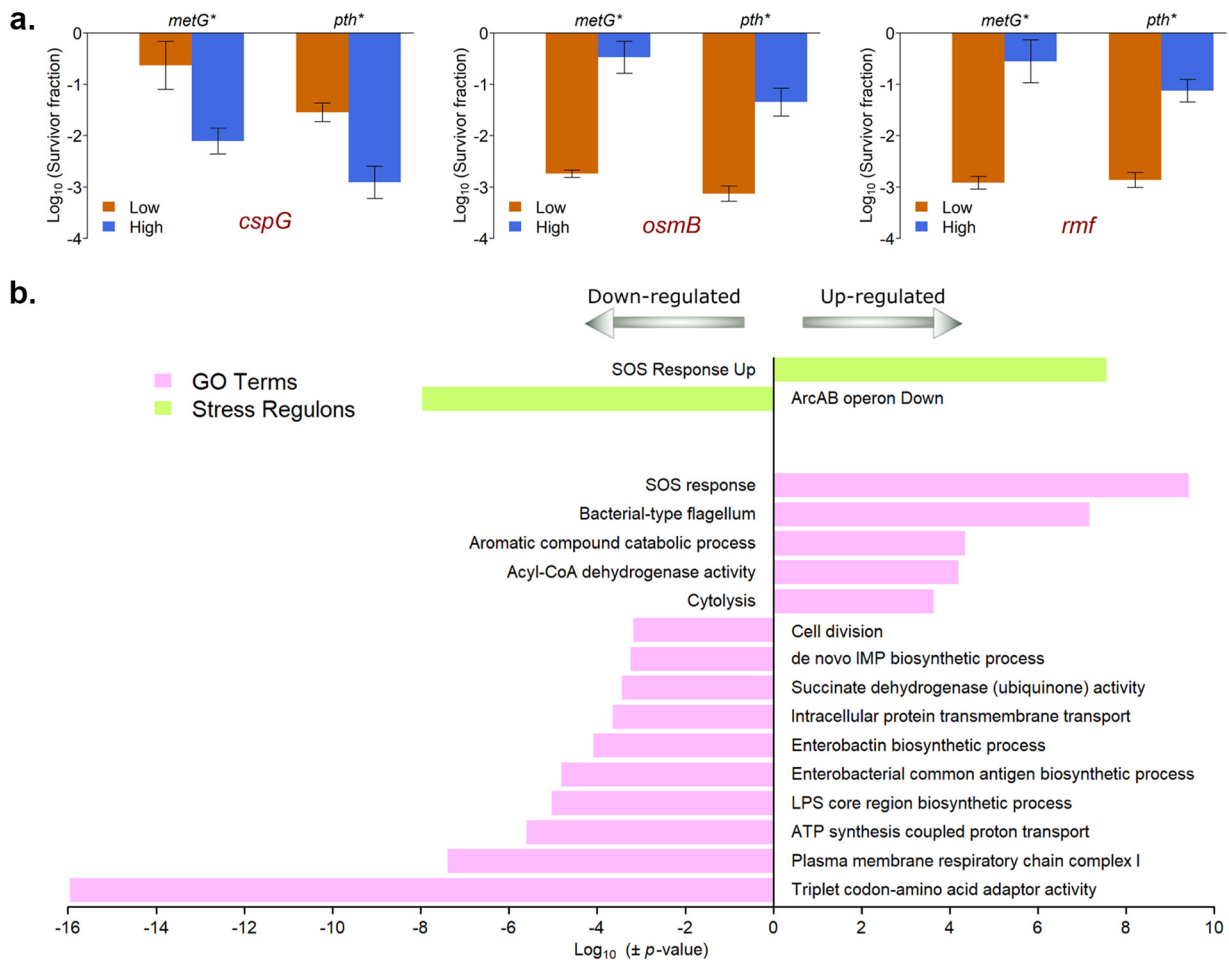 a.
metG* pth*
0
-1
-2
-3
-4
Log10 (Survivor fraction)
Low
High
cspG
metG* pth*
0
-1
-2
-3
-4
Log10 (Survivor fraction)
Low
High
osmB
metG* pth*
0
-1
-2
-3
-4
Log10 (Survivor fraction)
Low
High
rmf
b.
Down-regulated Up-regulated
GO Terms
Stress Regulons
SOS Response Up
ArcAB operon Down
SOS response
Bacterial-type flagellum
Aromatic compound catabolic process
Acyl-CoA dehydrogenase activity
Cytolysis
Cell division
de novo IMP biosynthetic process
Succinate dehydrogenase (ubiquinone) activity
Intracellular protein transmembrane transport
Enterobactin biosynthetic process
Enterobacterial common antigen biosynthetic process
LPS core region biosynthetic process
ATP synthesis coupled proton transport
Plasma membrane respiratory chain complex I
Triplet codon-amino acid adaptor activity
-16 -14 -12 -10 -8 -6 -4 -2 0 2 4 6 8 10
Log10 (± p-value)